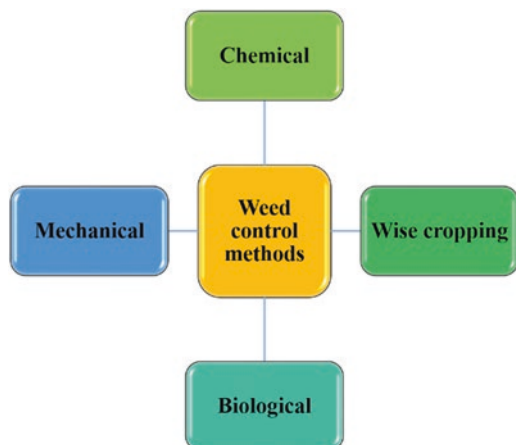 Chemical
Mechanical
Weed
control
methods
Wise cropping
Biological